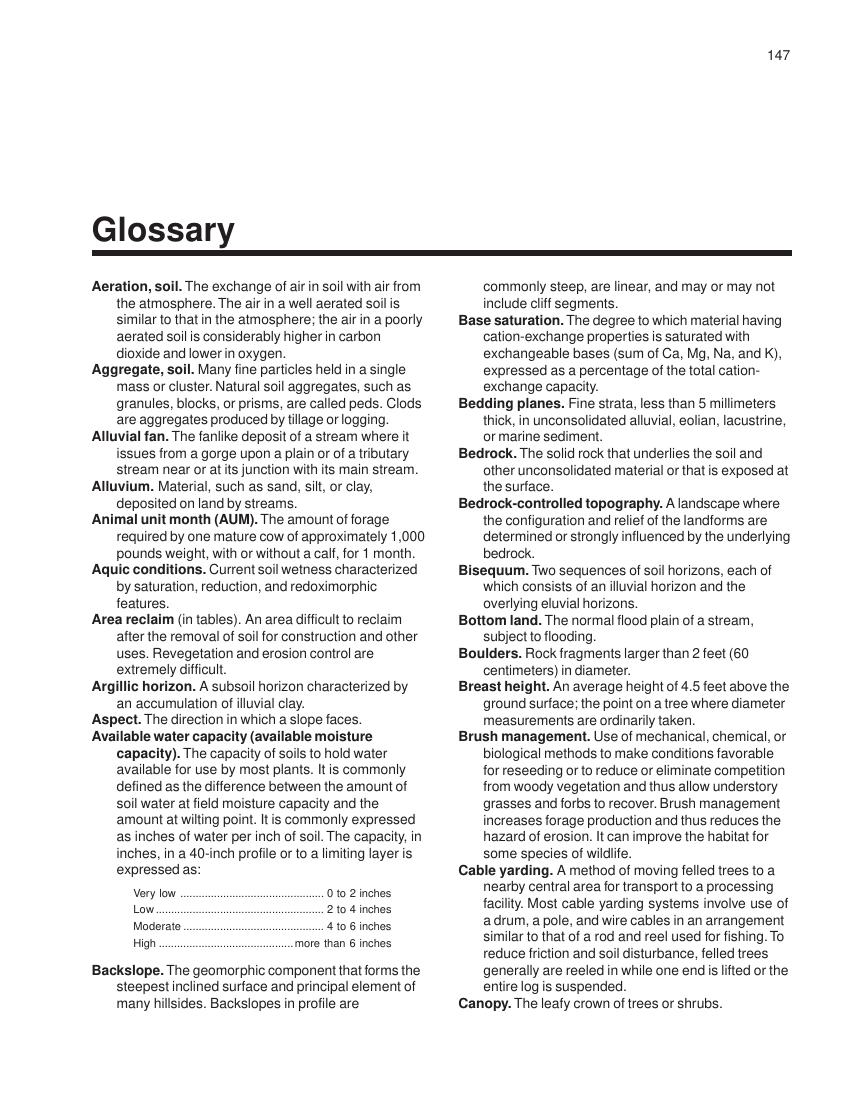 147
Glossary
Aeration, soil. The exchange of air in soil with air from
the atmosphere. The air in a well aerated soil is
similar to that in the atmosphere; the air in a poorly
aerated soil is considerably higher in carbon
dioxide and lower in oxygen.
Aggregate, soil. Many fine particles held in a single
mass or cluster. Natural soil aggregates, such as
granules, blocks, or prisms, are called peds. Clods
are aggregates produced by tillage or logging.
Alluvial fan. The fanlike deposit of a stream where it
issues from a gorge upon a plain or of a tributary
stream near or at its junction with its main stream.
Alluvium. Material, such as sand, silt, or clay,
deposited on land by streams.
Animal unit month (AUM). The amount of forage
required by one mature cow of approximately 1,000
pounds weight, with or without a calf, for 1 month.
Aquic conditions. Current soil wetness characterized
by saturation, reduction, and redoximorphic
features.
Area reclaim (in tables). An area difficult to reclaim
after the removal of soil for construction and other
uses. Revegetation and erosion control are
extremely difficult.
Argillic horizon. A subsoil horizon characterized by
an accumulation of illuvial clay.
Aspect. The direction in which a slope faces.
Available water capacity (available moisture
capacity). The capacity of soils to hold water
available for use by most plants. It is commonly
defined as the difference between the amount of
soil water at field moisture capacity and the
amount at wilting point. It is commonly expressed
as inches of water per inch of soil. The capacity, in
inches, in a 40-inch profile or to a limiting layer is
expressed as:
Very low ............................................... 0 to 2 inches
Low ....................................................... 2 to 4 inches
Moderate .............................................. 4 to 6 inches
High ............................................ more than 6 inches
Backslope. The geomorphic component that forms the
steepest inclined surface and principal element of
many hillsides. Backslopes in profile are
commonly steep, are linear, and may or may not
include cliff segments.
Base saturation. The degree to which material having
cation-exchange properties is saturated with
exchangeable bases (sum of Ca, Mg, Na, and K),
expressed as a percentage of the total cation-
exchange capacity.
Bedding planes. Fine strata, less than 5 millimeters
thick, in unconsolidated alluvial, eolian, lacustrine,
or marine sediment.
Bedrock. The solid rock that underlies the soil and
other unconsolidated material or that is exposed at
the surface.
Bedrock-controlled topography. A landscape where
the configuration and relief of the landforms are
determined or strongly influenced by the underlying
bedrock.
Bisequum. Two sequences of soil horizons, each of
which consists of an illuvial horizon and the
overlying eluvial horizons.
Bottom land. The normal flood plain of a stream,
subject to flooding.
Boulders. Rock fragments larger than 2 feet (60
centimeters) in diameter.
Breast height. An average height of 4.5 feet above the
ground surface; the point on a tree where diameter
measurements are ordinarily taken.
Brush management. Use of mechanical, chemical, or
biological methods to make conditions favorable
for reseeding or to reduce or eliminate competition
from woody vegetation and thus allow understory
grasses and forbs to recover. Brush management
increases forage production and thus reduces the
hazard of erosion. It can improve the habitat for
some species of wildlife.
Cable yarding. A method of moving felled trees to a
nearby central area for transport to a processing
facility. Most cable yarding systems involve use of
a drum, a pole, and wire cables in an arrangement
similar to that of a rod and reel used for fishing. To
reduce friction and soil disturbance, felled trees
generally are reeled in while one end is lifted or the
entire log is suspended.
Canopy. The leafy crown of trees or shrubs.